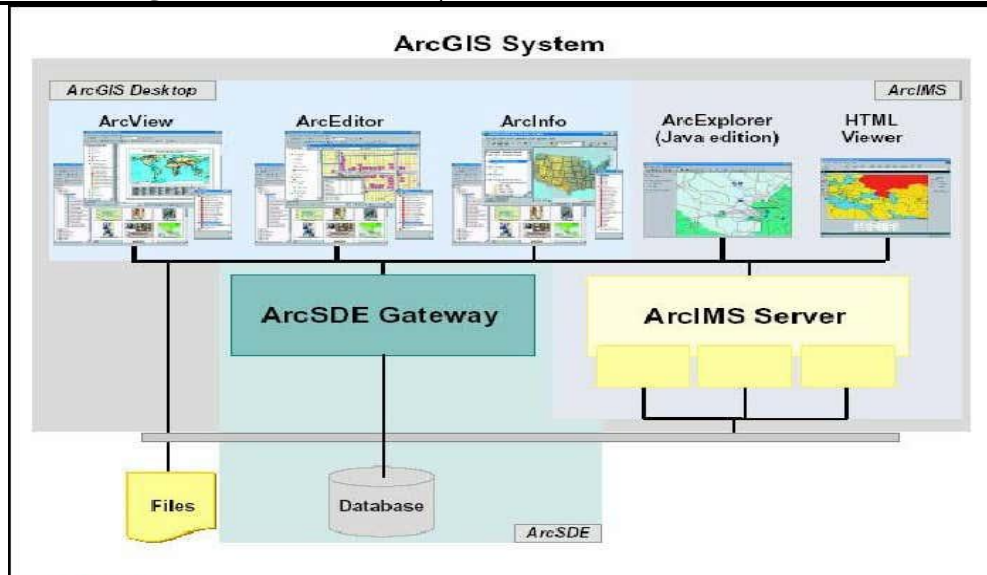 ArcGIS System
ArcGIS Desktop
ArcIMS
ArcView
ArcEditor
ArcInfo
ArcExplorer
(Java edition)
HTML
Viewer
ArcSDE Gateway
ArcIMS Server
Files
Database
ArcSDE